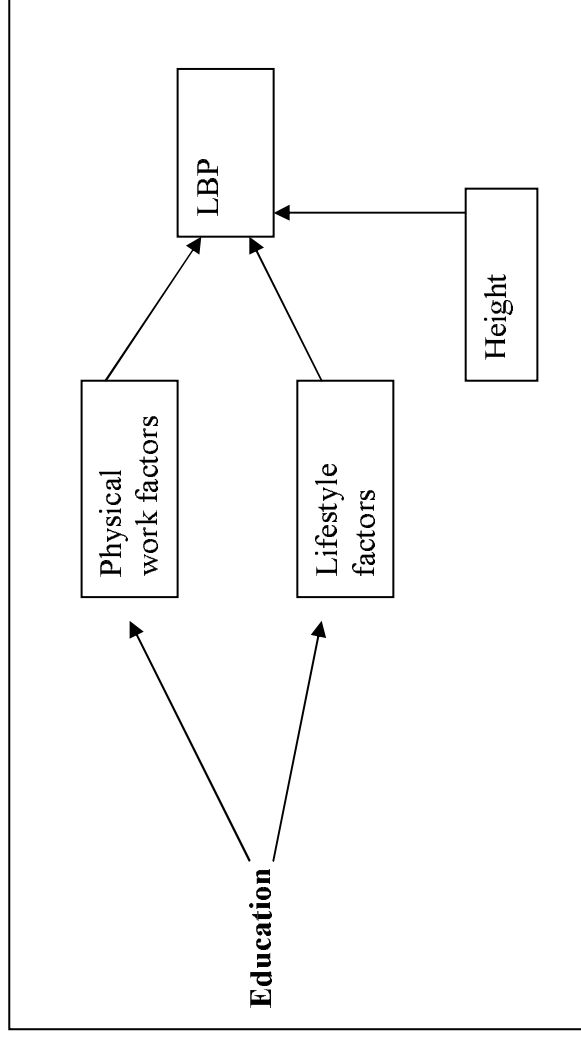 Education
Physical
work factors
Lifestyle
factors
LBP
Height